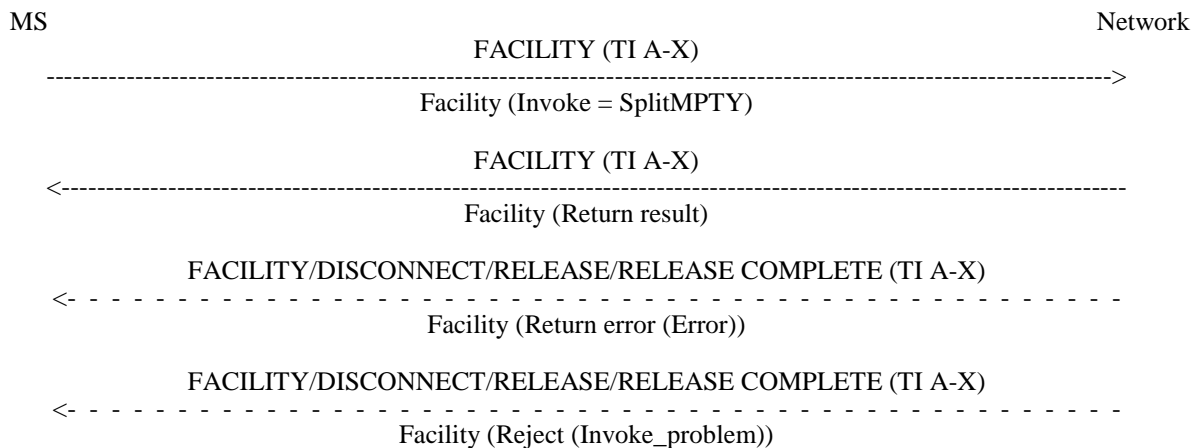 MS Network
FACILITY (TI A-X)
Facility (Invoke = SplitMPTY)
FACILITY (TI A-X)
Facility (Return result)
FACILITY/DISCONNECT/RELEASE/RELEASE COMPLETE (TI A-X)
Facility (Return error (Error))
FACILITY/DISCONNECT/RELEASE/RELEASE COMPLETE (TI A-X)
Facility (Reject (Invoke_problem))